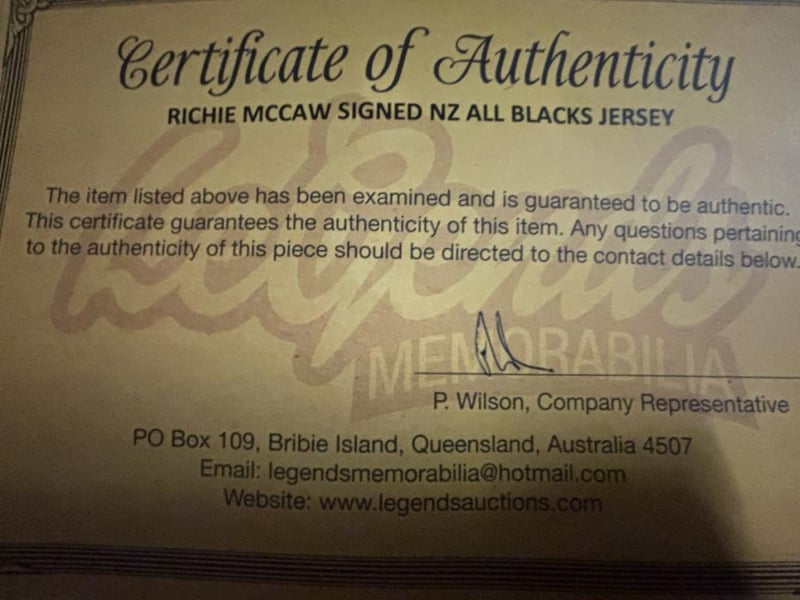 Certificate of Authenticity
RICHIE MCCAW SIGNED NZ ALL BLACKS JERSEY
Legends
The item listed above has been examined and is guaranteed to be authentic.
This certificate guarantees the authenticity of this item. Any questions pertaining
to the authenticity of this piece should be directed to the contact details below.
MEMORABILIA
P. Wilson, Company Representative
PO Box 109, Bribie Island, Queensland, Australia 4507
Email: legendsmemorabilia@hotmail.com
Website: www.legendsauctions.com